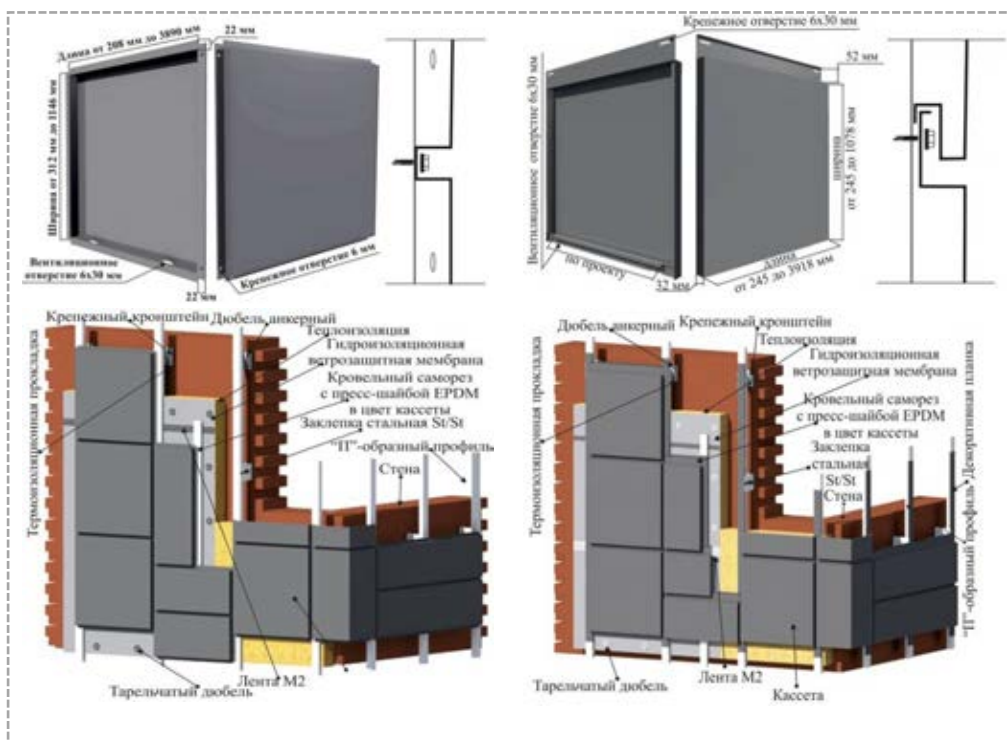 Длина от 208 мм до 3890 мм
22 мм
Ширина от 312 мм до 1146 мм
Вентиляционное
отверстие 6х30 мм
22 мм
Крепежное отверстие 6 мм
Крепежное отверстие 6х30 мм
52 мм
Вентиляционное отверстие 6х30 мм
ширина
от 245 до 1078 мм
по проекту
32 мм
длина
от 245 до 3918 мм
Крепежный кронштейн
Дюбель анкерный
Теплоизоляция
Гидроизоляционная
ветрозащитная мембрана
Кровельный саморез
с пресс-шайбой EPDM
в цвет кассеты
Заклепка стальная St/St
"П"-образный профиль
Стена
Термоизоляционная прокладка
Тарельчатый дюбель
Лента М2
Дюбель анкерный
Крепежный кронштейн
Теплоизоляция
Гидроизоляционная
ветрозащитная мембрана
Кровельный саморез
с пресс-шайбой EPDM
в цвет кассеты
Заклепка
стальная
St/St
Стена
Термоизоляционная прокладка
Декоративная планка
"П"-образный профиль
Тарельчатый дюбель
Лента М2
Кассета